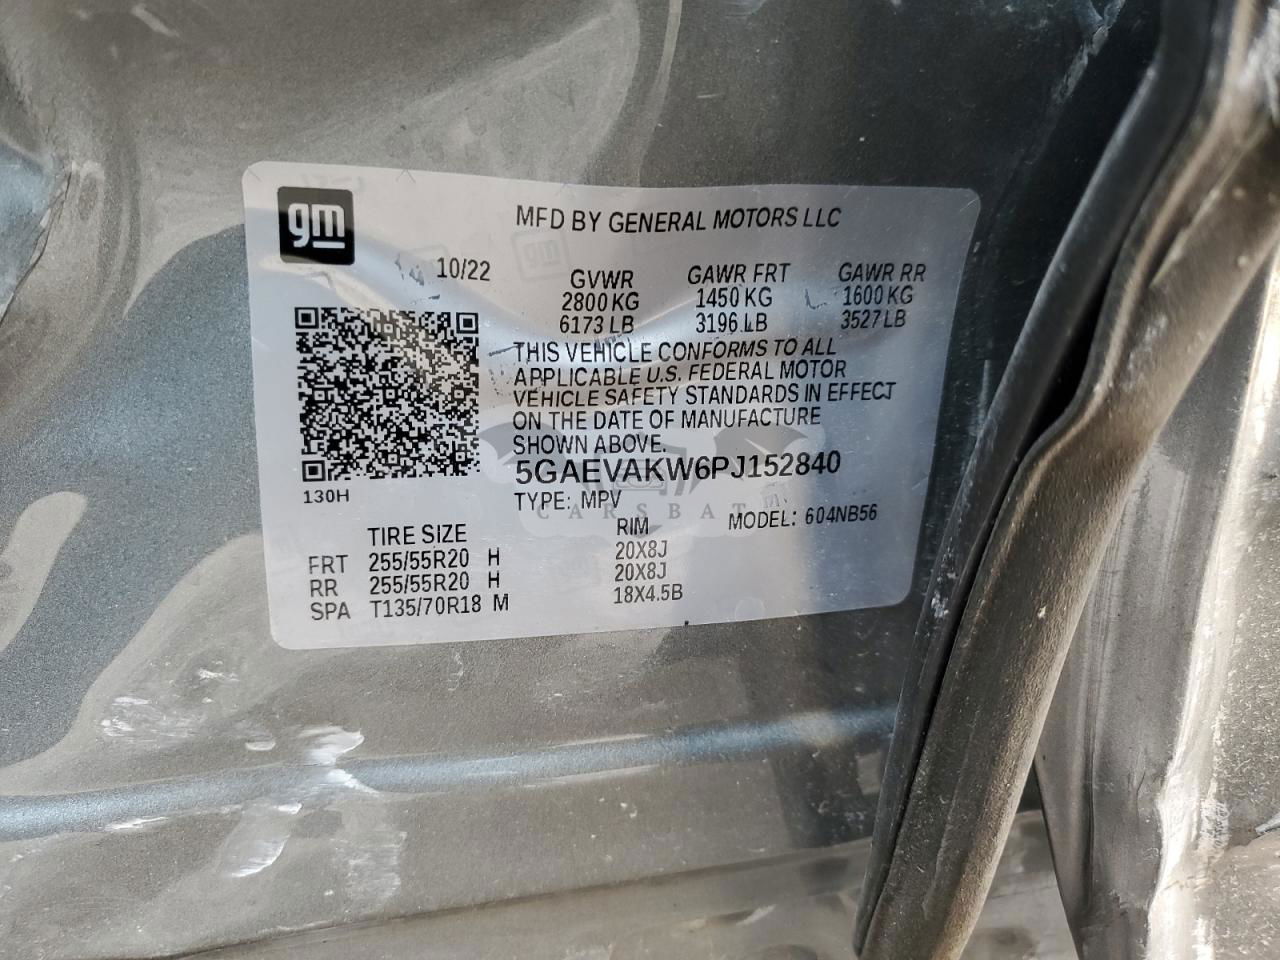 gm
MFD BY GENERAL MOTORS LLC
10/22
GVWR GAWR FRT GAWR RR
2800 KG 1450 KG 1600 KG
6173 LB 3196 LB 3527 LB
THIS VEHICLE CONFORMS TO ALL
APPLICABLE U.S. FEDERAL MOTOR
VEHICLE SAFETY STANDARDS IN EFFECT
ON THE DATE OF MANUFACTURE
SHOWN ABOVE.
5GAEVAKW6PJ152840
130H
TYPE: MPV
CARSBAT
MODEL: 604NB56
TIRE SIZE RIM
FRT 255/55R20 H 20X8J
RR 255/55R20 H 20X8J
SPA T135/70R18 M 18X4.5B